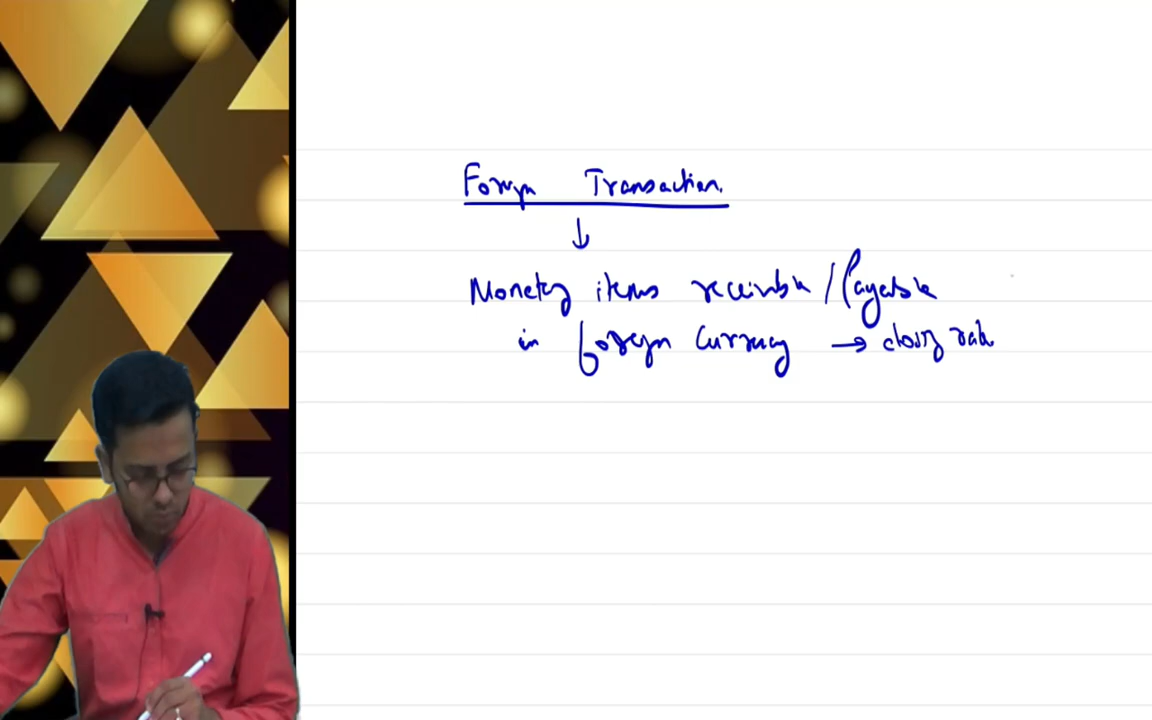 Foreign Transaction.
Monetary items receivable / Payable
in foreign currency → closing rate